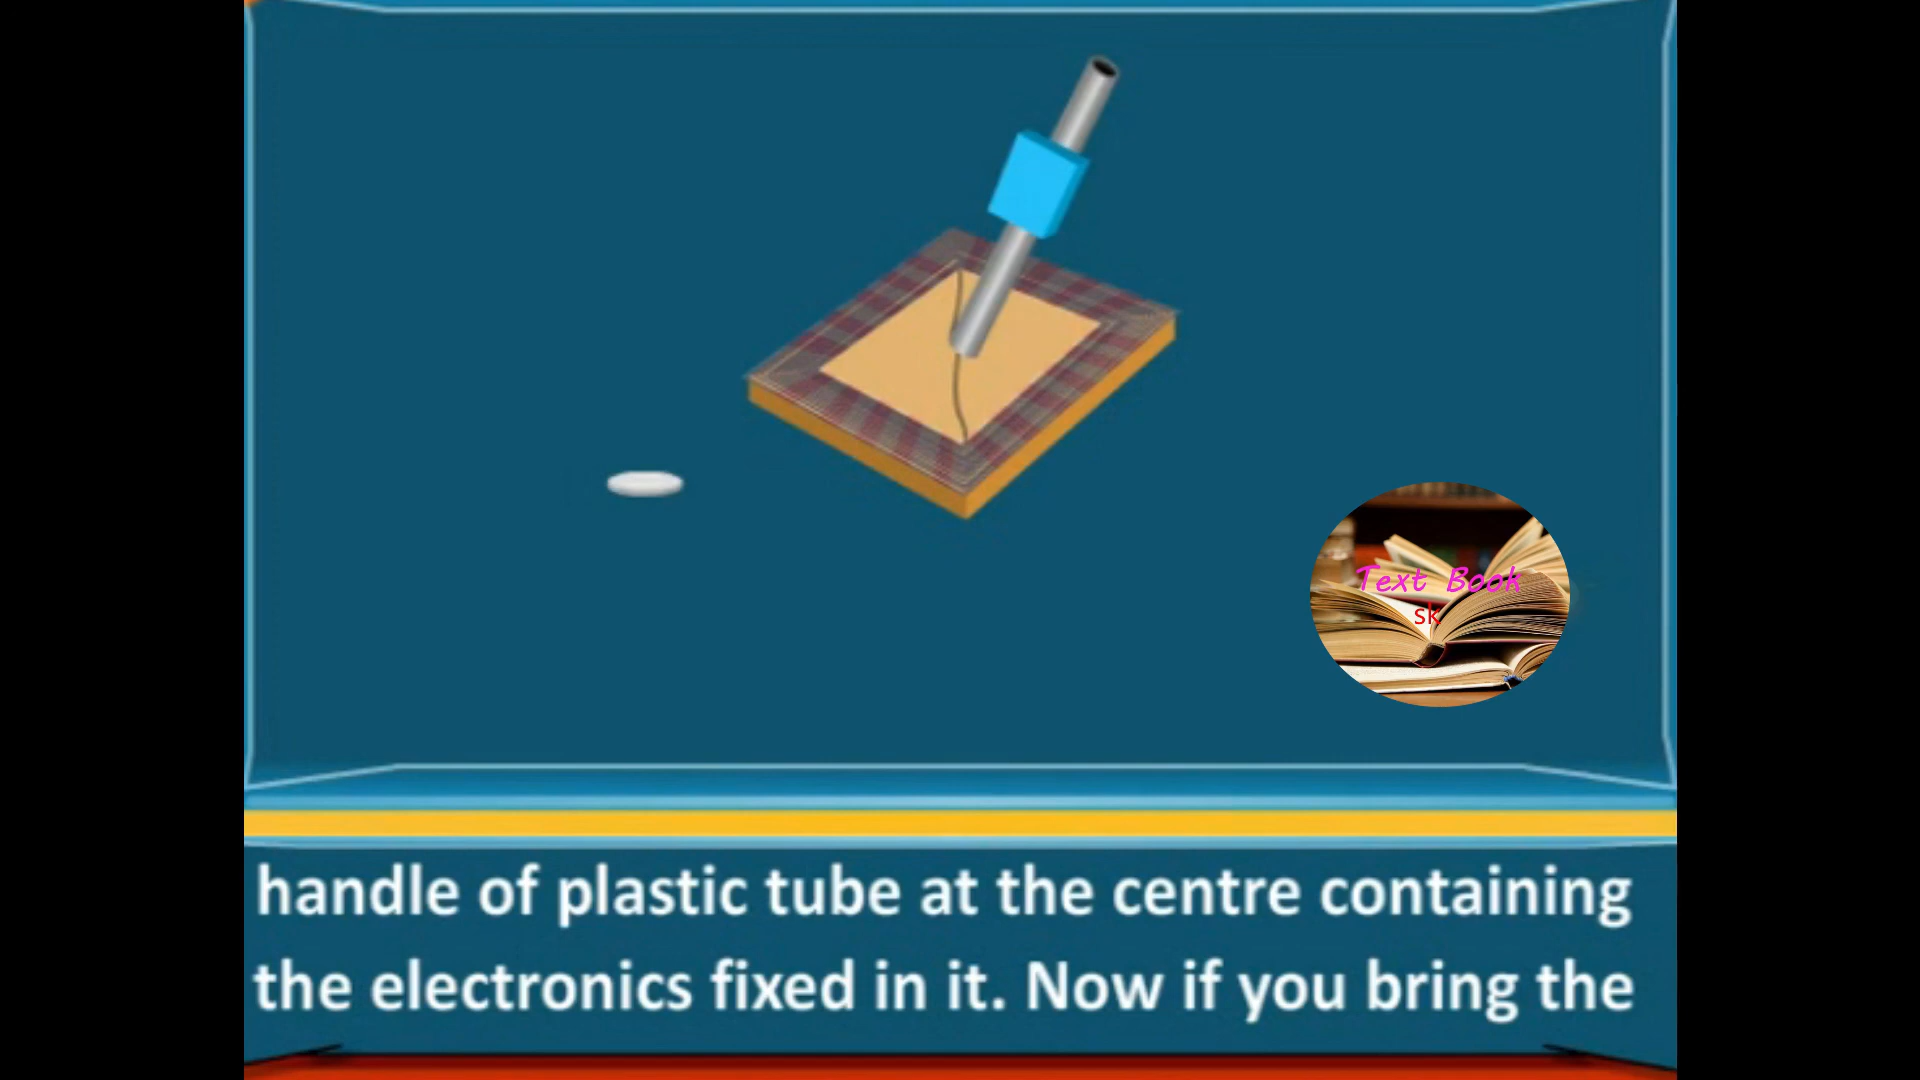 Text Book
sk
handle of plastic tube at the centre containing
the electronics fixed in it. Now if you bring the